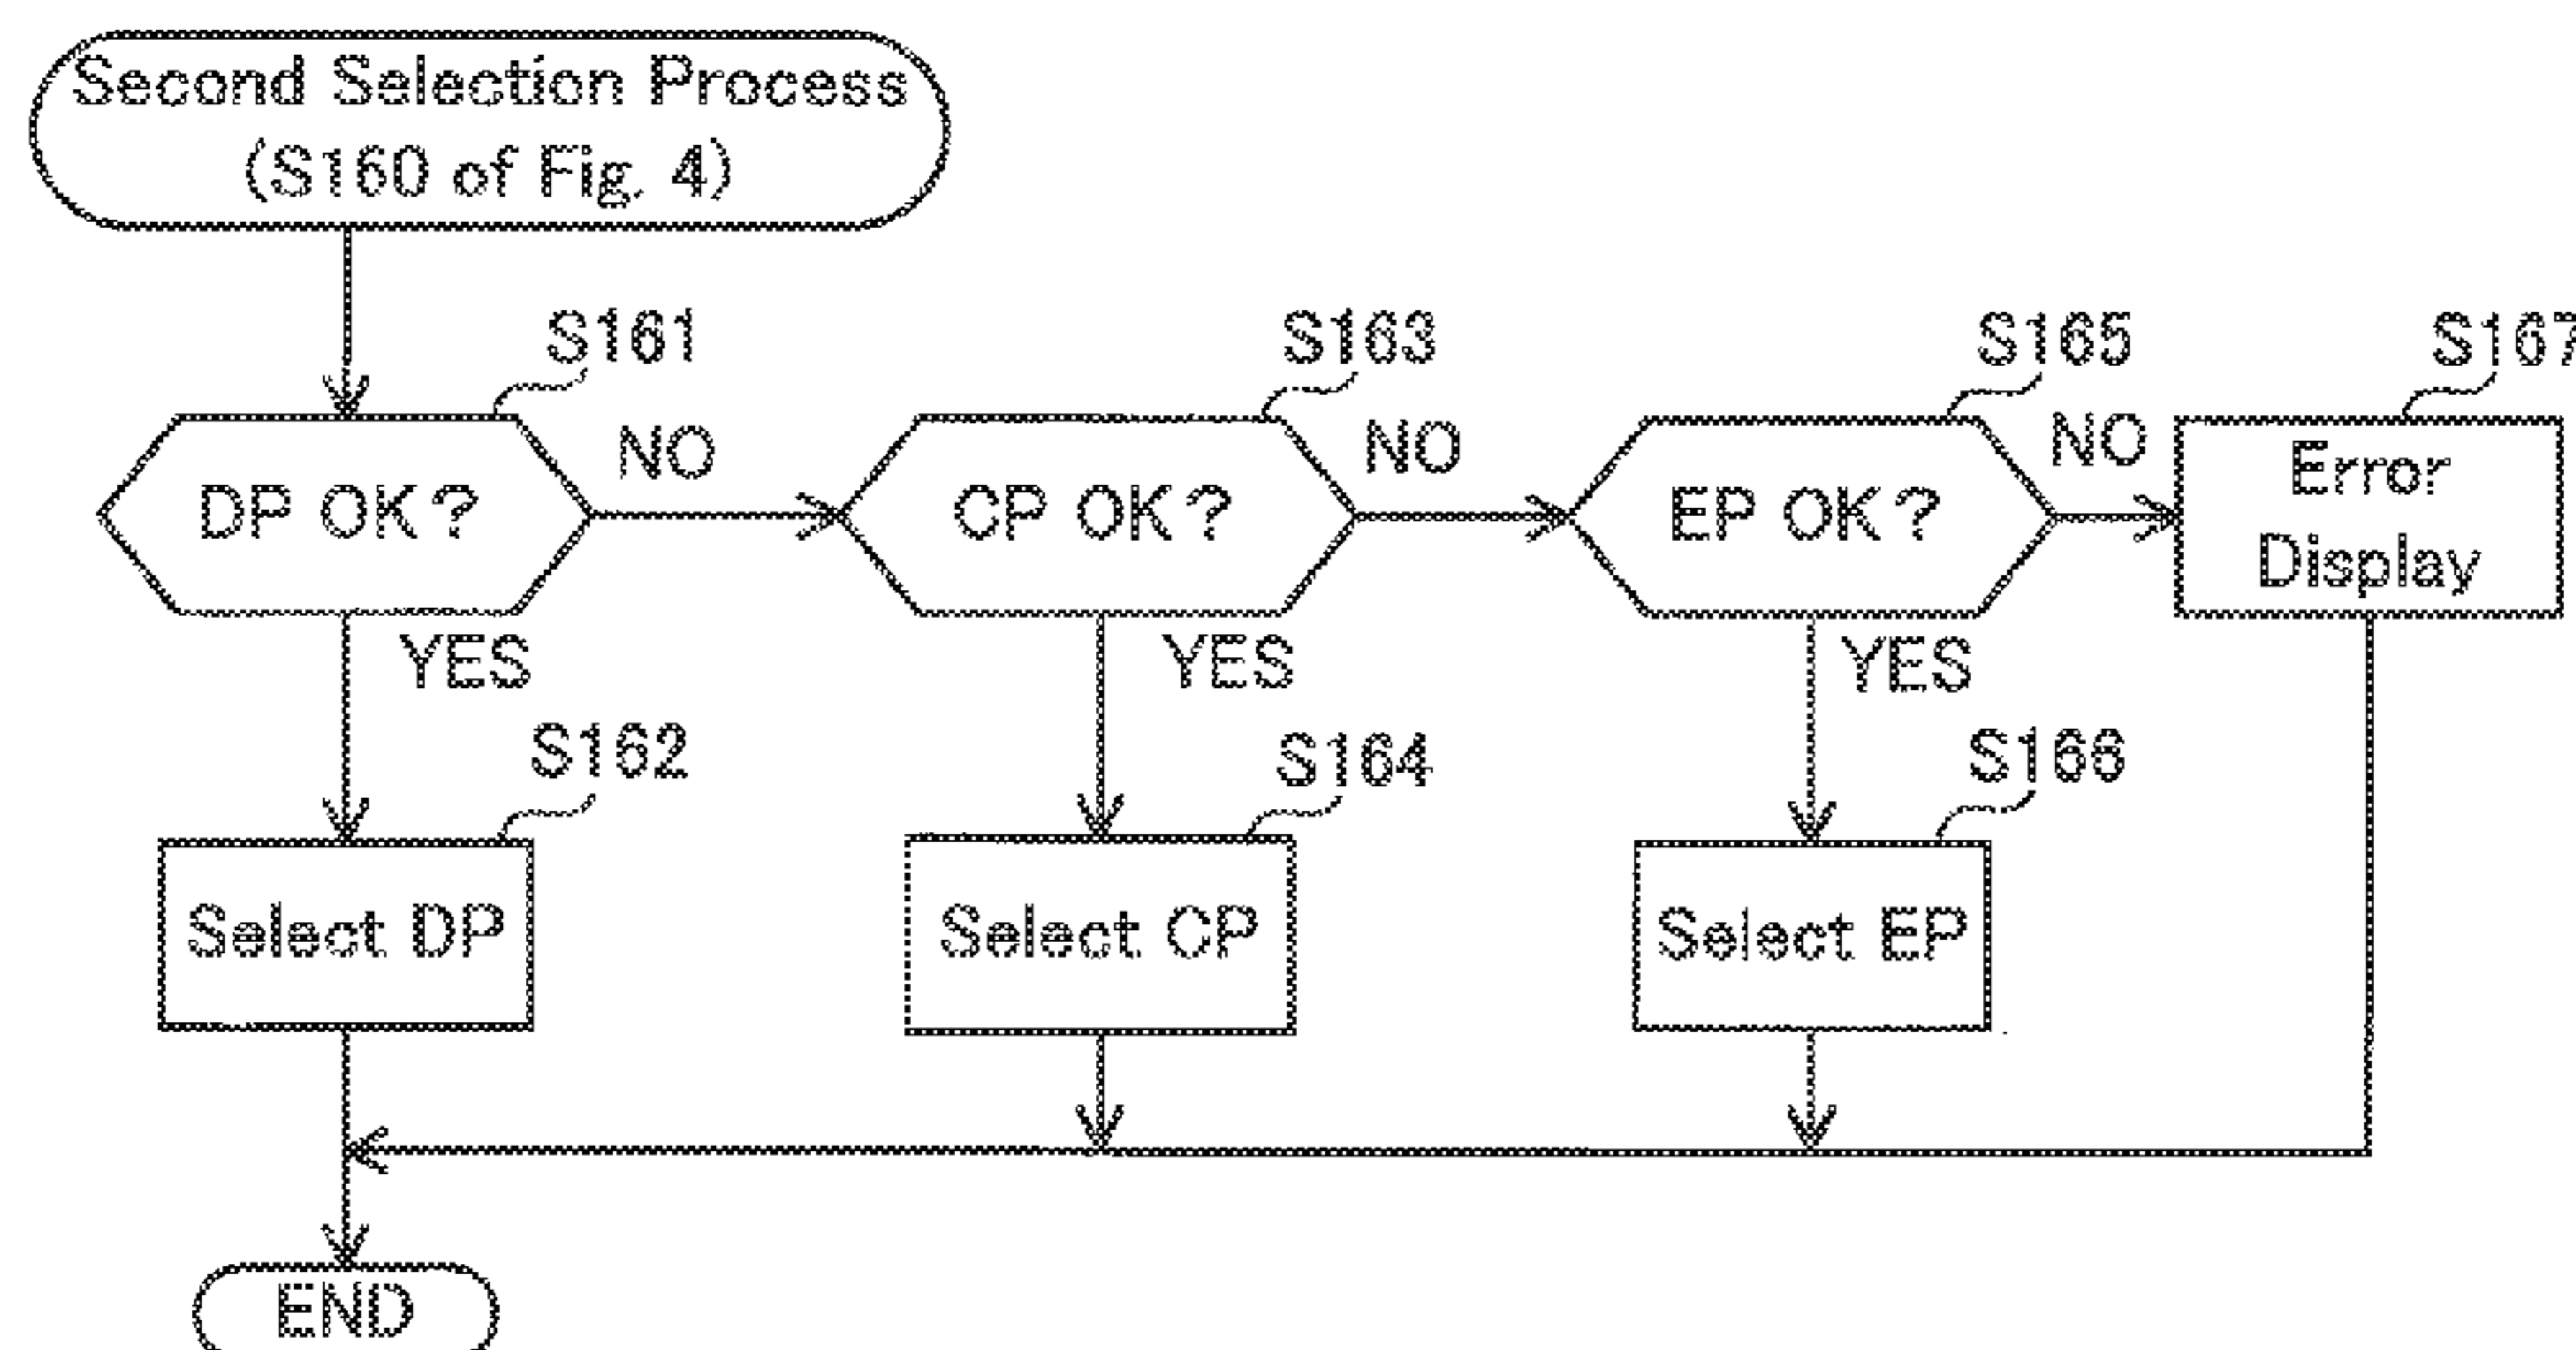 Second Selection Process
(S160 of Fig. 4)
S161
S163
S165
S167
DP OK?
NO
CP OK?
NO
EP OK?
NO
Error
Display
YES
YES
YES
S162
S164
S166
Select DP
Select CP
Select EP
END